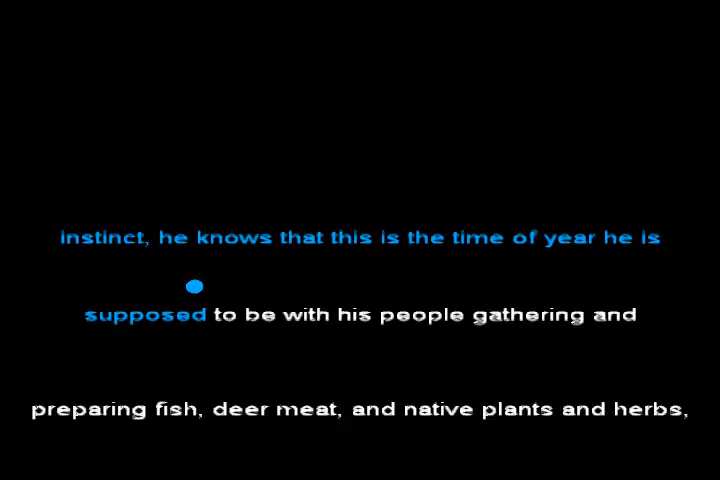 instinct, he knows that this is the time of year he is
supposed to be with his people gathering and
preparing fish, deer meat, and native plants and herbs,